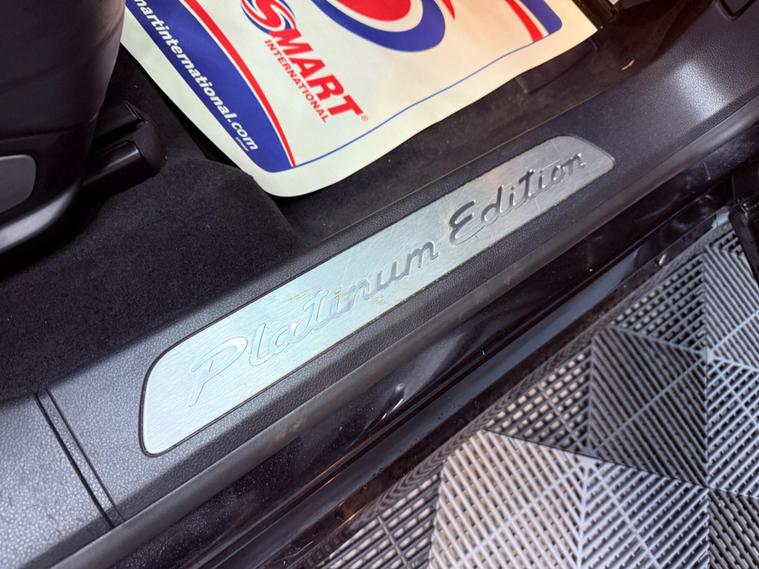 SMART®
INTERNATIONAL
martinternational.com
Platinum Edition